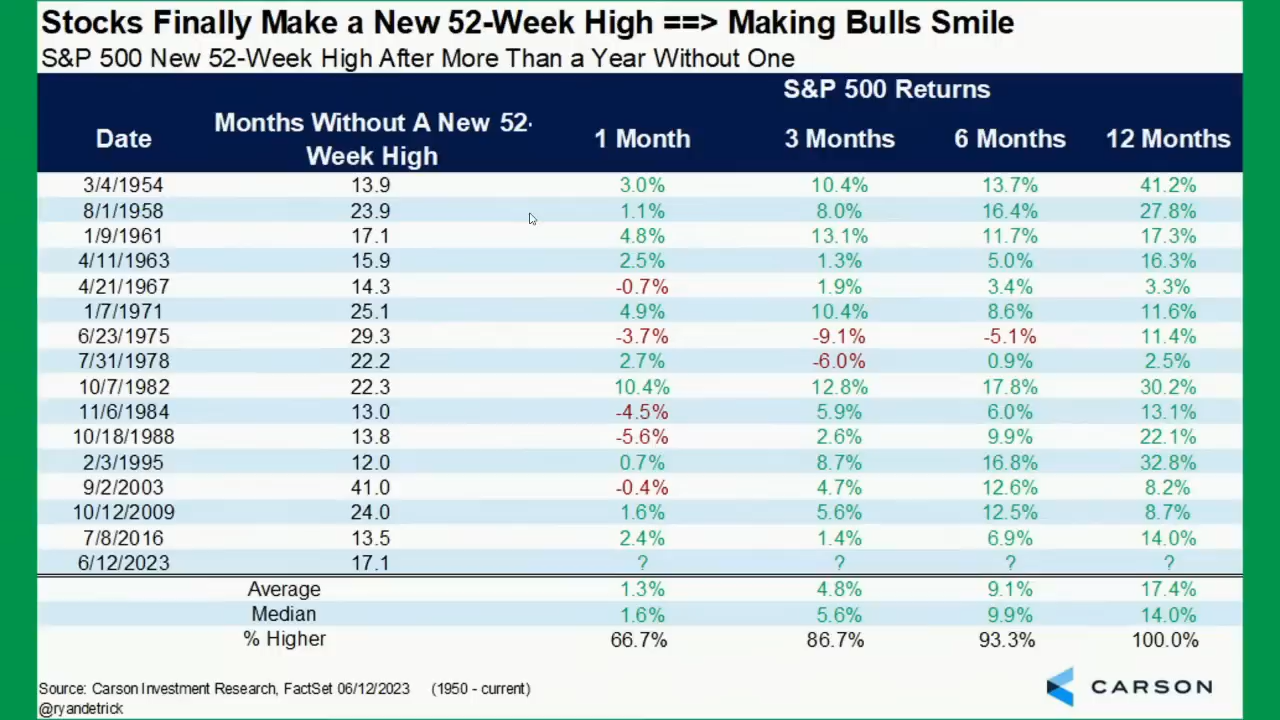 Stocks Finally Make a New 52-Week High ==> Making Bulls Smile
S&P 500 New 52-Week High After More Than a Year Without One
S&P 500 Returns
Date Months Without A New 52-Week High 1 Month 3 Months 6 Months 12 Months
3/4/1954 13.9 3.0% 10.4% 13.7% 41.2%
8/1/1958 23.9 1.1% 8.0% 16.4% 27.8%
1/9/1961 17.1 4.8% 13.1% 11.7% 17.3%
4/11/1963 15.9 2.5% 1.3% 5.0% 16.3%
4/21/1967 14.3 -0.7% 1.9% 3.4% 3.3%
1/7/1971 25.1 4.9% 10.4% 8.6% 11.6%
6/23/1975 29.3 -3.7% -9.1% -5.1% 11.4%
7/31/1978 22.2 2.7% -6.0% 0.9% 2.5%
10/7/1982 22.3 10.4% 12.8% 17.8% 30.2%
11/6/1984 13.0 -4.5% 5.9% 6.0% 13.1%
10/18/1988 13.8 -5.6% 2.6% 9.9% 22.1%
2/3/1995 12.0 0.7% 8.7% 16.8% 32.8%
9/2/2003 41.0 -0.4% 4.7% 12.6% 8.2%
10/12/2009 24.0 1.6% 5.6% 12.5% 8.7%
7/8/2016 13.5 2.4% 1.4% 6.9% 14.0%
6/12/2023 17.1 ? ? ? ?
Average 1.3% 4.8% 9.1% 17.4%
Median 1.6% 5.6% 9.9% 14.0%
% Higher 66.7% 86.7% 93.3% 100.0%
Source: Carson Investment Research, FactSet 06/12/2023 (1950 - current)
@ryandetrick
CARSON